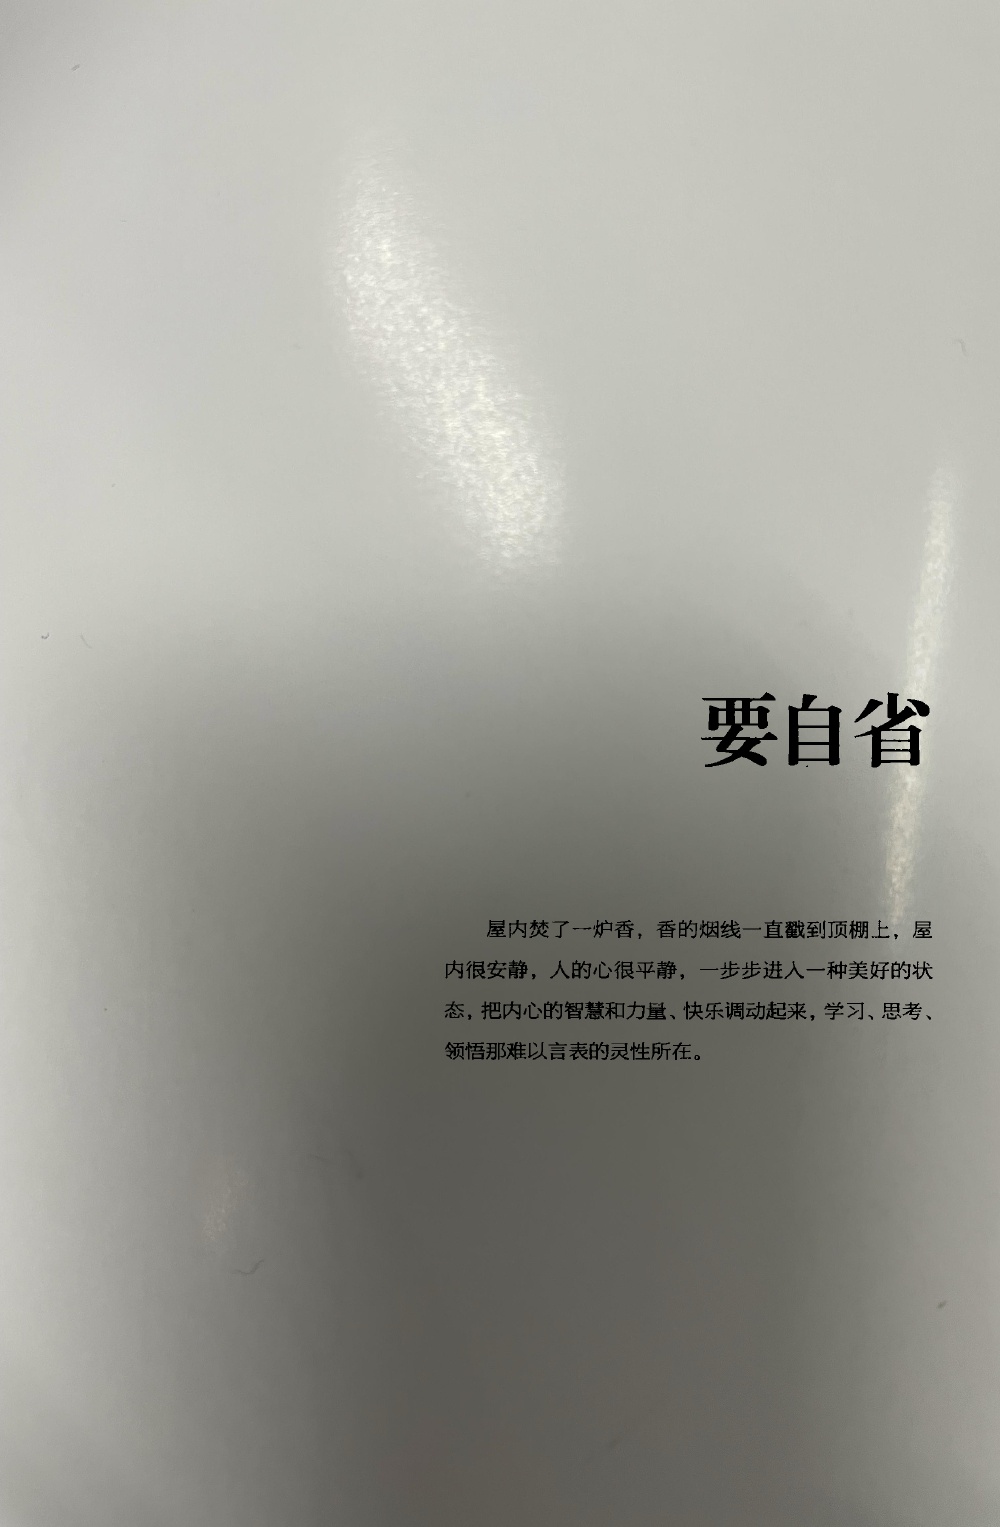 要自省
屋内焚了一炉香，香的烟线一直戳到顶棚上，屋
内很安静，人的心很平静，一步步进入一种美好的状
态，把内心的智慧和力量、快乐调动起来，学习、思考、
领悟那难以言表的灵性所在。